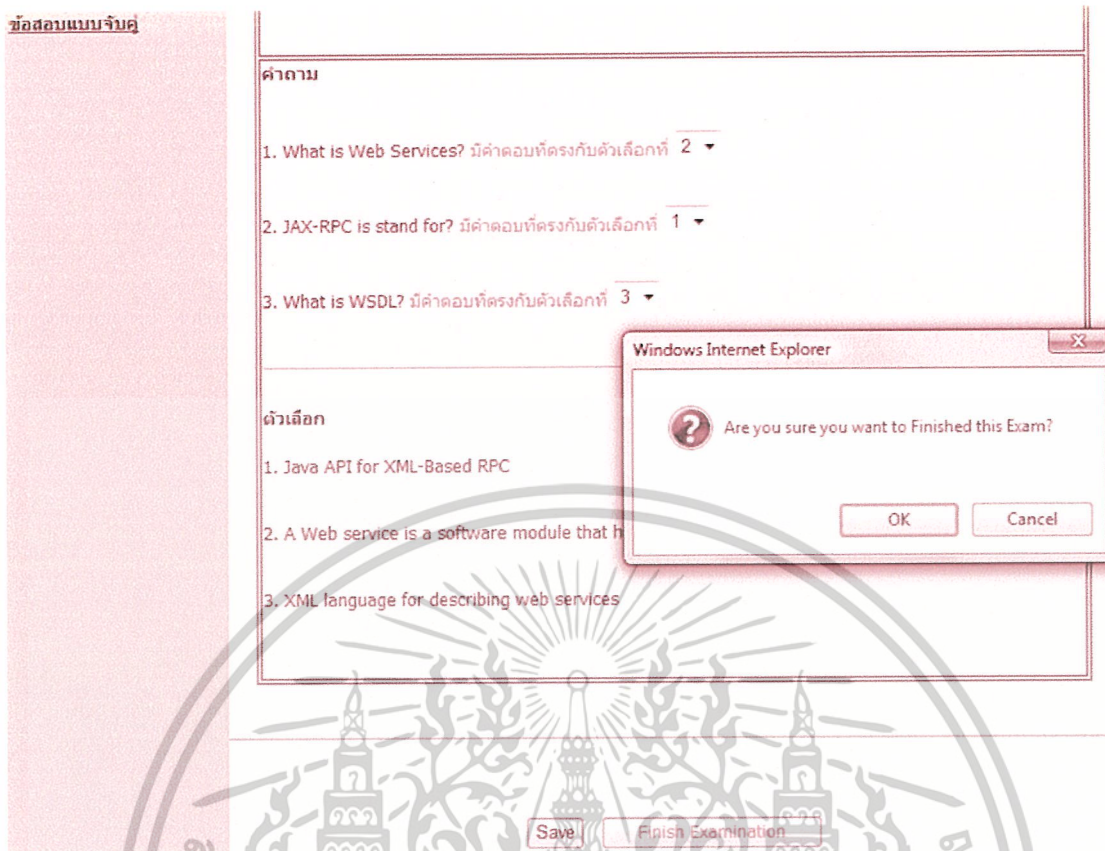 ข้อสอบแบบจับคู่
คำถาม
1. What is Web Services? มีคำตอบที่ตรงกับตัวเลือกที่ 2
2. JAX-RPC is stand for? มีคำตอบที่ตรงกับตัวเลือกที่ 1
3. What is WSDL? มีคำตอบที่ตรงกับตัวเลือกที่ 3
Windows Internet Explorer
Are you sure you want to Finished this Exam?
OK Cancel
ตัวเลือก
1. Java API for XML-Based RPC
2. A Web service is a software module that h
3. XML language for describing web services
Save Finish Examination